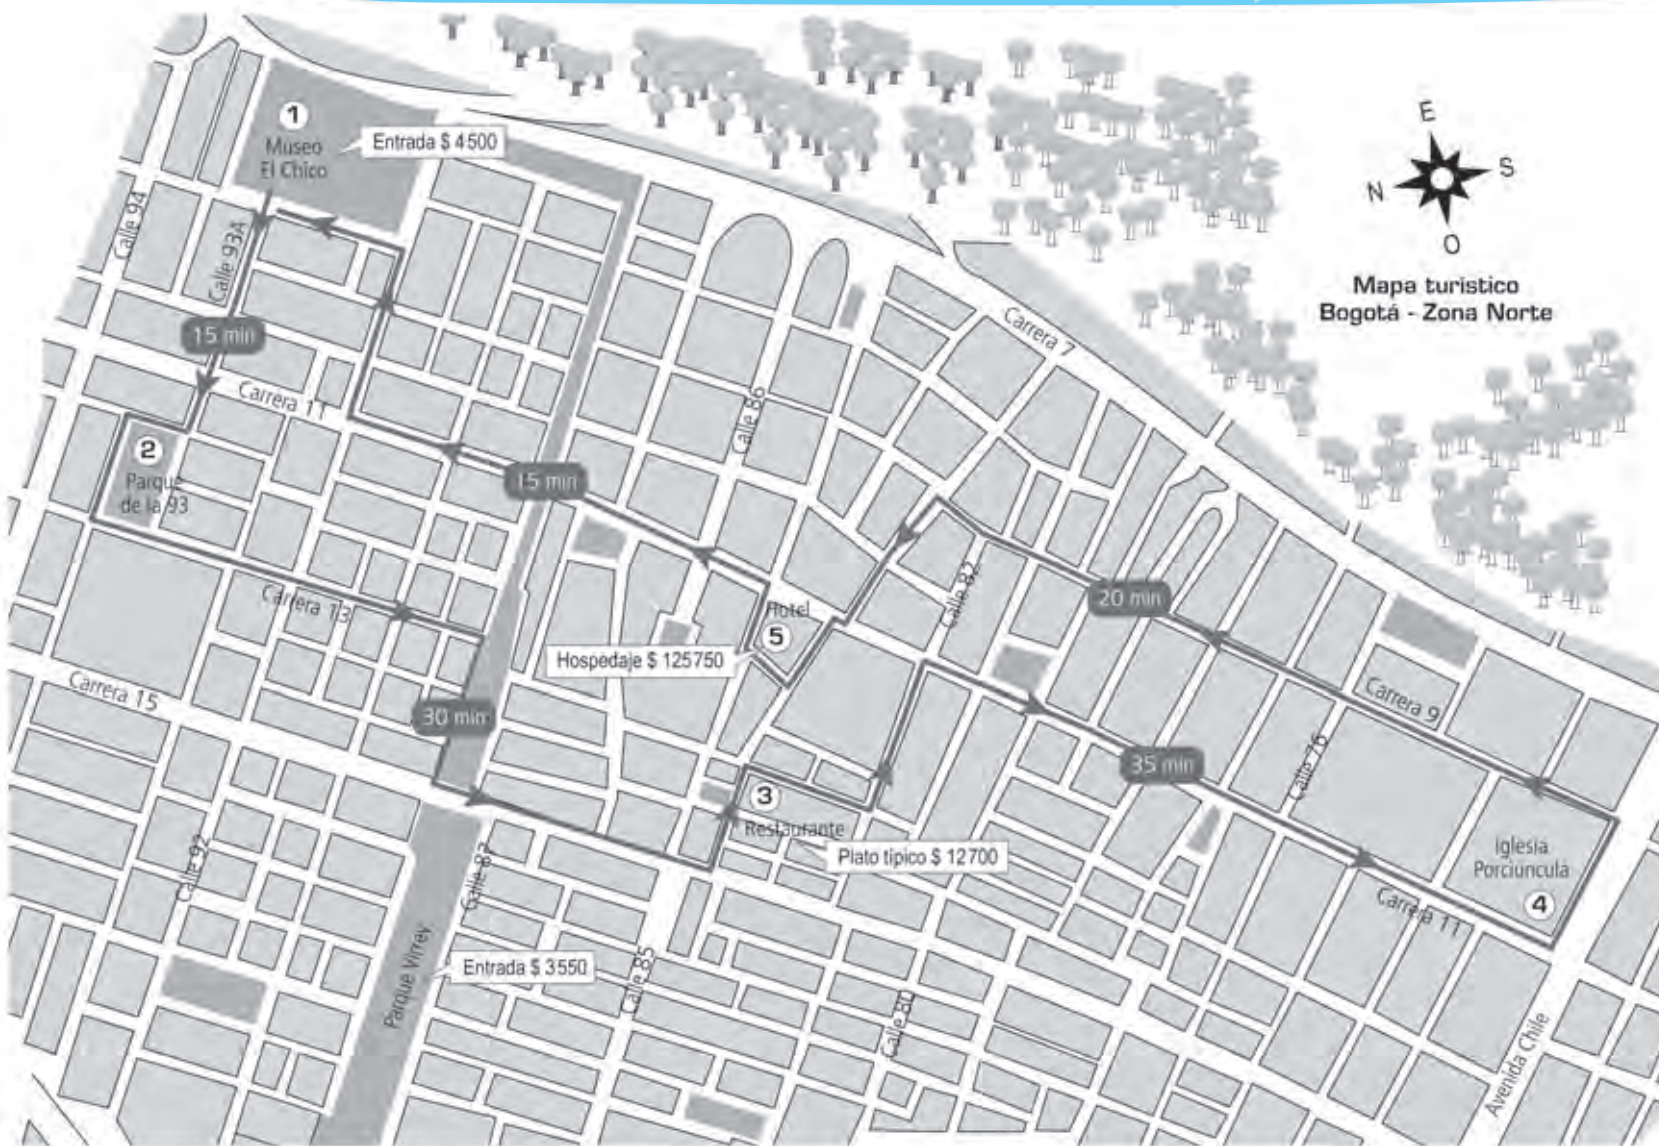 1
Museo
El Chico
Entrada $ 4500
E
N
S
O
Mapa turístico
Bogotá - Zona Norte
Calle 94
Calle 93A
15 min
Carrera 11
2
Parque
de la 93
15 min
Calle 86
Carrera 7
Carrera 13
Hotel
5
Hospedaje $ 125750
Calle 82
20 min
Carrera 9
Carrera 15
30 min
35 min
Calle 76
3
Restaurante
Plato típico $ 12700
Iglesia
Porciuncula
4
Carrera 11
Calle 92
Calle 87
Parque Virrey
Entrada $ 3550
Calle 85
Calle 80
Avenida Chile